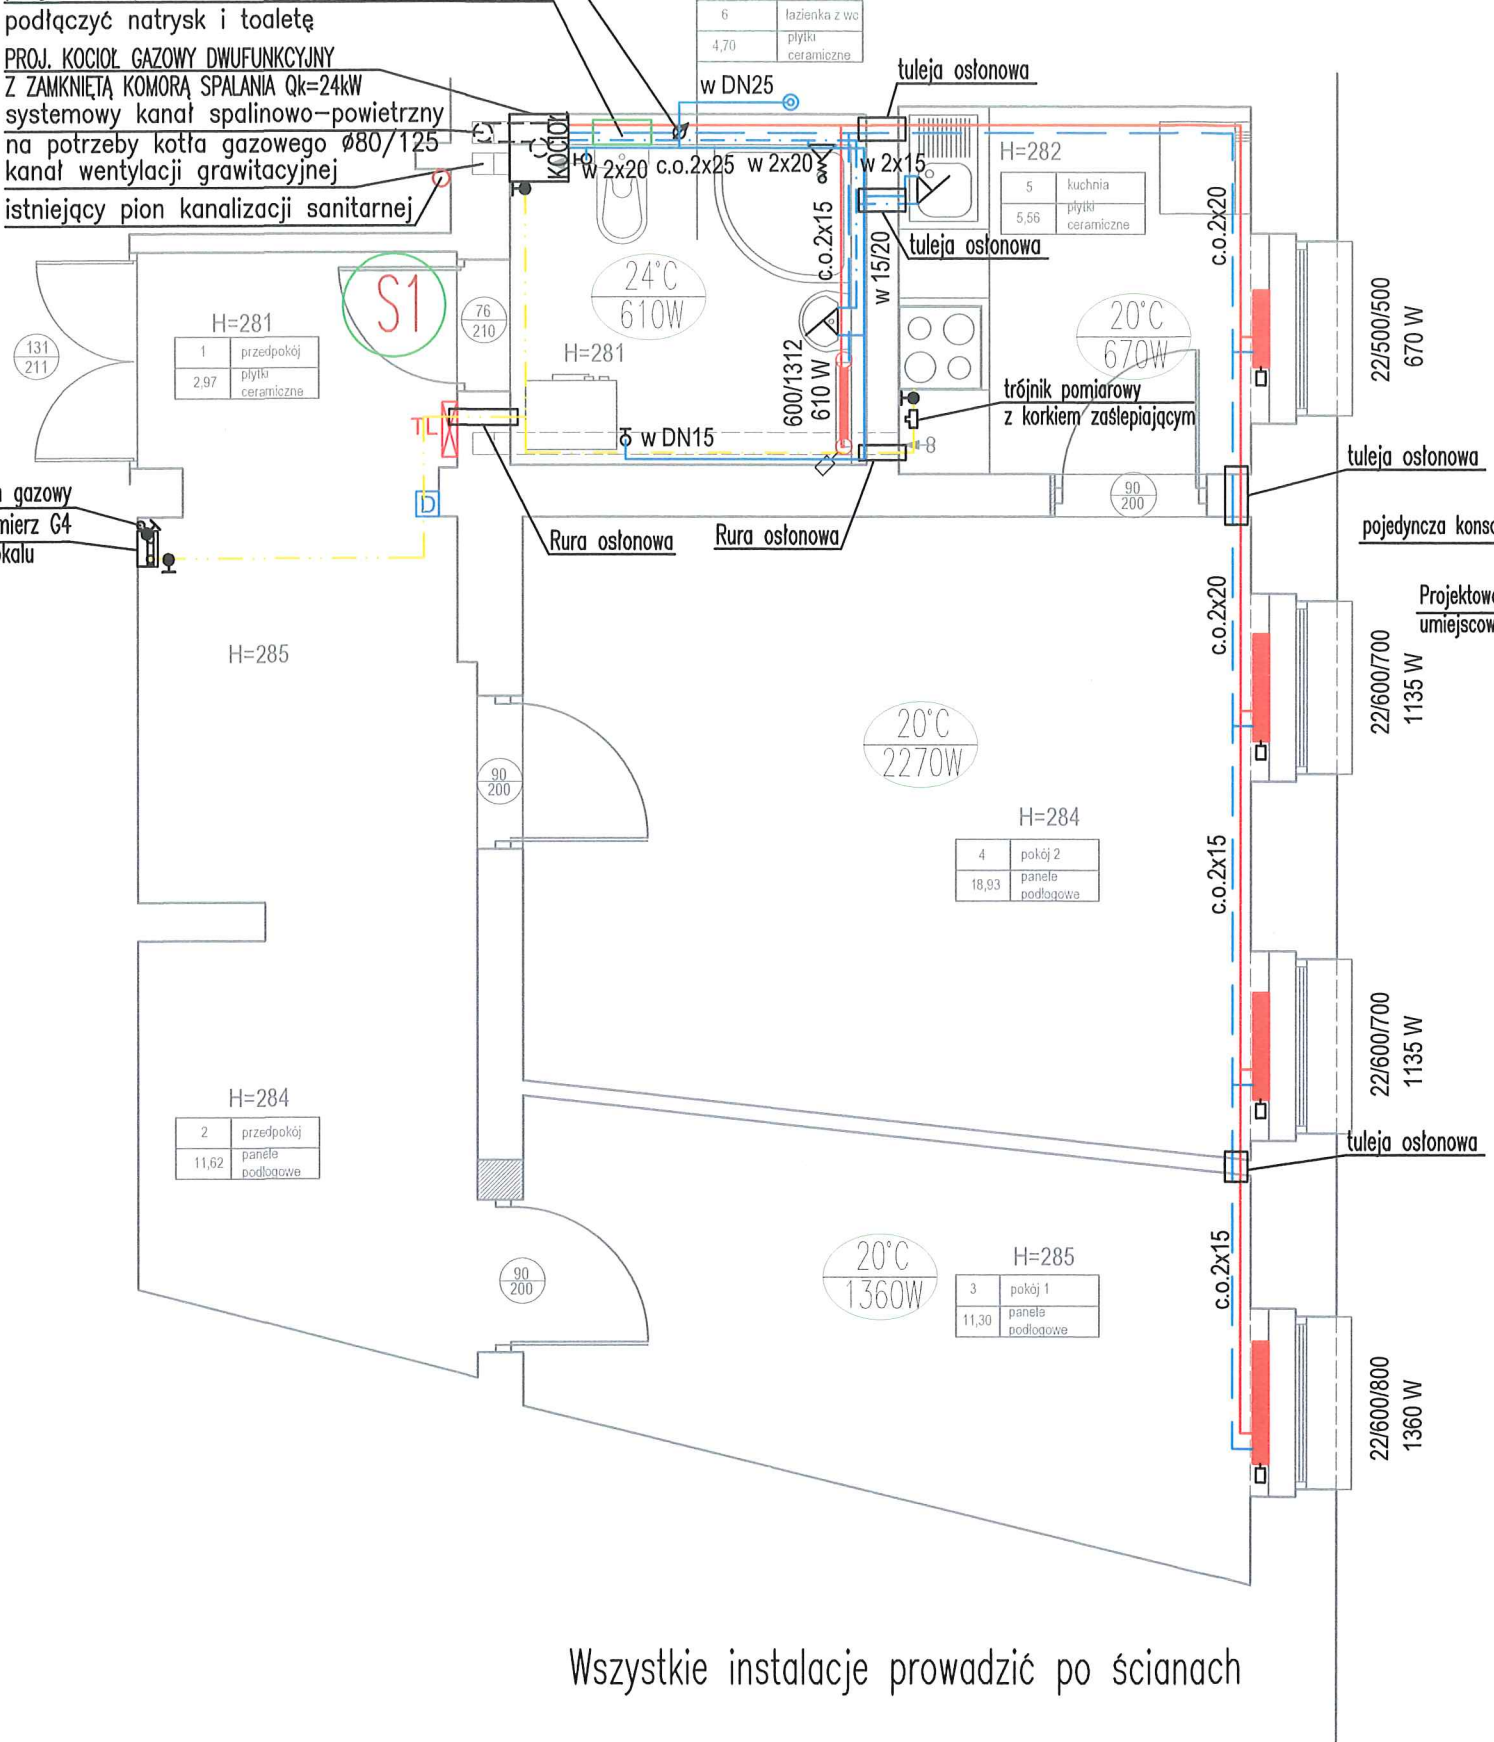 podłączyć natrysk i toaletę
PROJ. KOCIOŁ GAZOWY DWUFUNKCYJNY
Z ZAMKNIĘTĄ KOMORĄ SPALANIA Qk=24kW
systemowy kanał spalinowo-powietrzny
na potrzeby kotła gazowego ø80/125
kanał wentylacji grawitacyjnej
istniejący pion kanalizacji sanitarnej
6 łazienka z wc
4,70 płytki
ceramiczne
w DN25
tuleja osłonowa
KOCIOŁ
w 2x20
c.o.2x25
w 2x20
w 2x15
H=282
5 kuchnia
5,56 płytki
ceramiczne
c.o.2x15
w 15/20
tuleja osłonowa
c.o.2x20
24°C
610W
20°C
670W
S1
76
210
H=281
1 przedpokój
2,97 płytki
ceramiczne
131
211
H=281
600/1312
610 W
22/500/500
670 W
trójnik pomiarowy
z korkiem zaślepiającym
TL
w DN15
D
90
200
tuleja osłonowa
gazowy
mierz G4
okalu
Rura osłonowa
Rura osłonowa
pojedyncza konso
Projektowa
umiejscow
c.o.2x20
22/600/700
1135 W
H=285
20°C
2270W
90
200
H=284
4 pokój 2
18,93 panele
podłogowe
c.o.2x15
22/600/700
1135 W
H=284
2 przedpokój
11,62 panele
podłogowe
tuleja osłonowa
c.o.2x15
20°C
1360W
H=285
3 pokój 1
11,30 panele
podłogowe
90
200
22/600/800
1360 W
Wszystkie instalacje prowadzić po ścianach